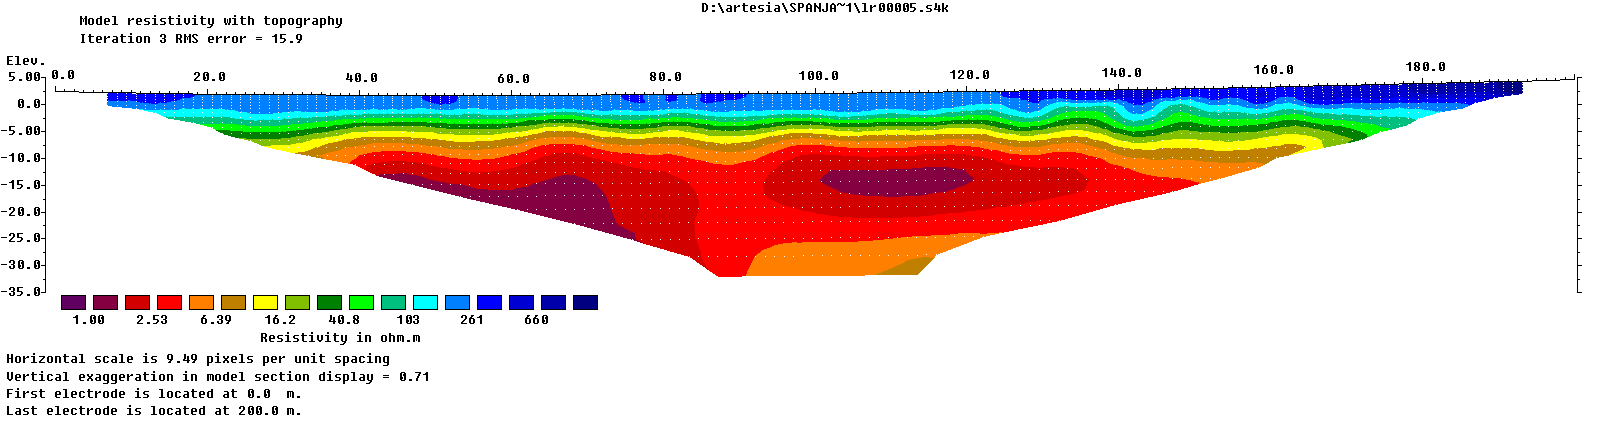 D:\artesia\SPANJA~1\lr00005.s4k
Model resistivity with topography
Iteration 3 RMS error = 15.9
Elev.
5.00 0.0 20.0 40.0 60.0 80.0 100.0 120.0 140.0 160.0 180.0
0.0
-5.00
-10.0
-15.0
-20.0
-25.0
-30.0
-35.0
1.00 2.53 6.39 16.2 40.8 103 261 660
Resistivity in ohm.m
Horizontal scale is 9.49 pixels per unit spacing
Vertical exaggeration in model section display = 0.71
First electrode is located at 0.0 m.
Last electrode is located at 200.0 m.